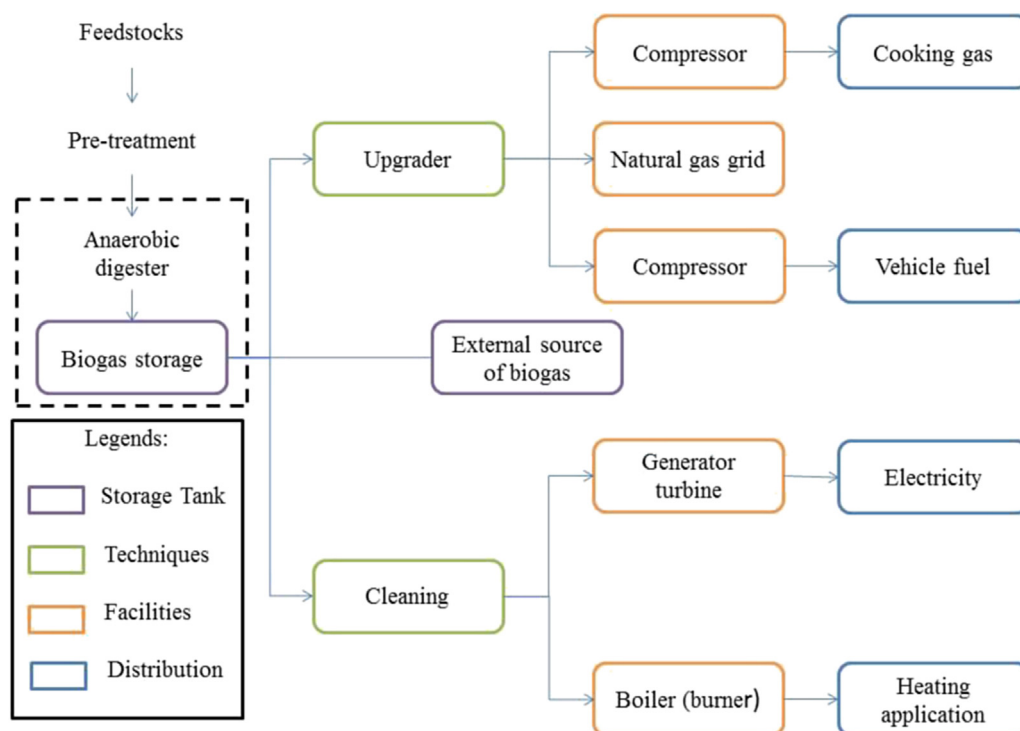 Feedstocks
Pre-treatment
Anaerobic
digester
Biogas storage
Upgrader
Compressor
Cooking gas
Natural gas grid
Compressor
Vehicle fuel
External source
of biogas
Cleaning
Generator
turbine
Electricity
Boiler (burner)
Heating
application
Legends:
Storage Tank
Techniques
Facilities
Distribution